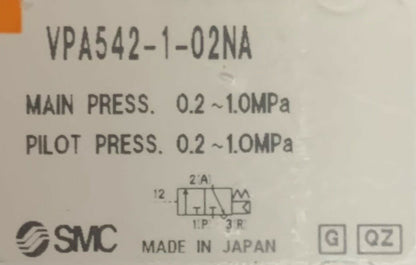 VPA542-1-02NA
MAIN PRESS. 0.2~1.0MPa
PILOT PRESS. 0.2~1.0MPa
2(A)
12
1(P) 3(R)
SMC MADE IN JAPAN G QZ